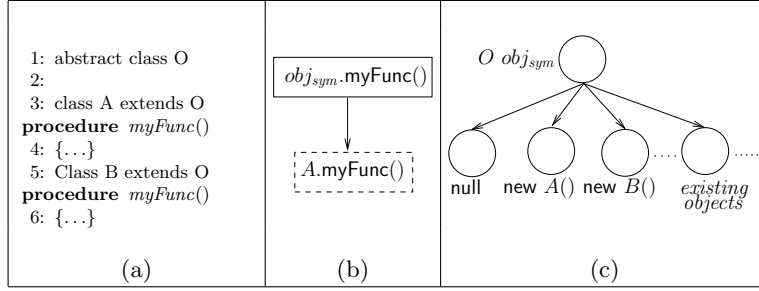 1: abstract class O
2:
3: class A extends O
procedure myFunc()
4: {...}
5: Class B extends O
procedure myFunc()
6: {...}
(a)
obj_sym.myFunc()
A.myFunc()
(b)
O obj_sym
null new A() new B() ..... existing .....
objects
(c)